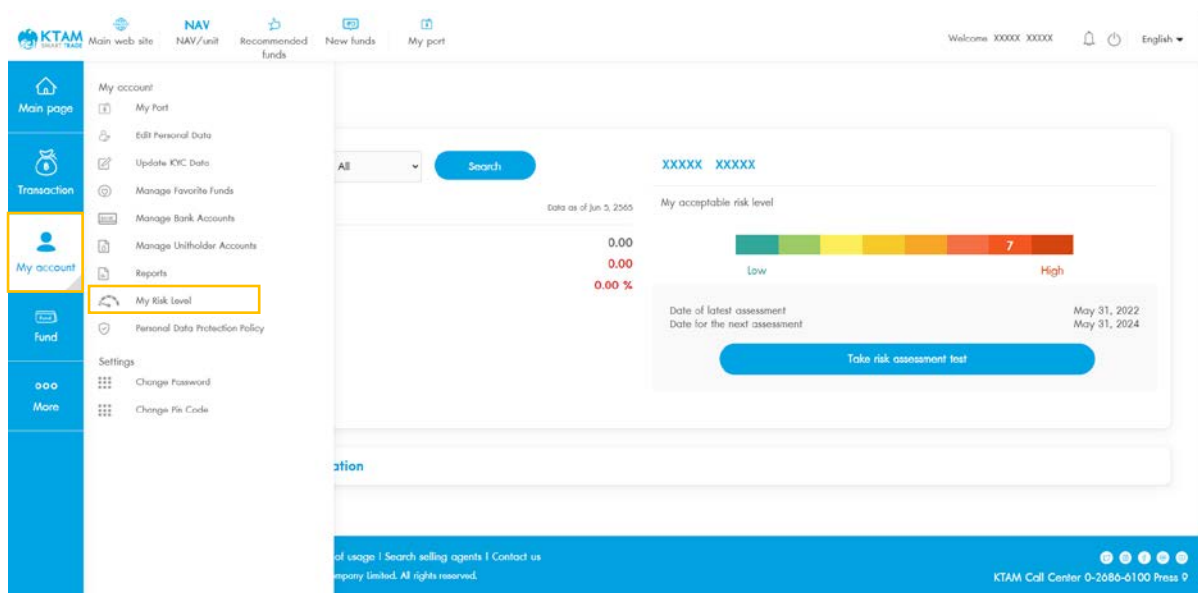 KTAM
SMART TRADE
Main web site
NAV
NAV/unit
Recommended
funds
New funds
My port
Welcome XXXXX XXXXX
English
Main page
Transaction
My account
Fund
More
My account
My Port
Edit Personal Data
Update KYC Data
Manage Favorite Funds
Manage Bank Accounts
Manage Unitholder Accounts
Reports
My Risk Level
Personal Data Protection Policy
Settings
Change Password
Change Pin Code
All
Search
Data as of Jun 5, 2565
0.00
0.00
0.00 %
XXXXX XXXXX
My acceptable risk level
7
Low High
Date of latest assessment May 31, 2022
Date for the next assessment May 31, 2024
Take risk assessment test
ation
of usage | Search selling agents | Contact us
mpany Limited. All rights reserved.
KTAM Call Center 0-2686-6100 Press 9